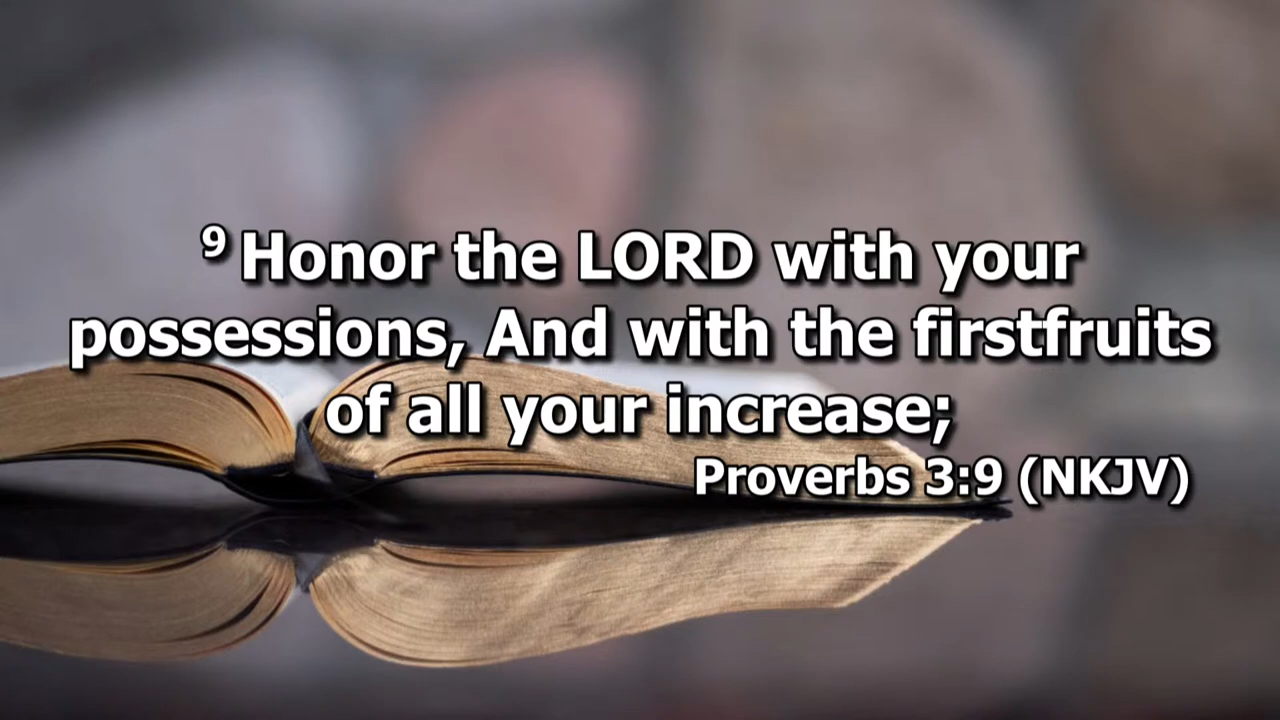 9 Honor the LORD with your
possessions, And with the firstfruits
of all your increase;
Proverbs 3:9 (NKJV)